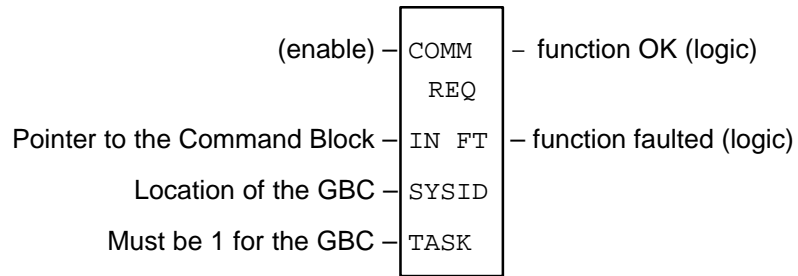 (enable) – COMM – function OK (logic)
REQ
Pointer to the Command Block – IN FT – function faulted (logic)
Location of the GBC – SYSID
Must be 1 for the GBC – TASK